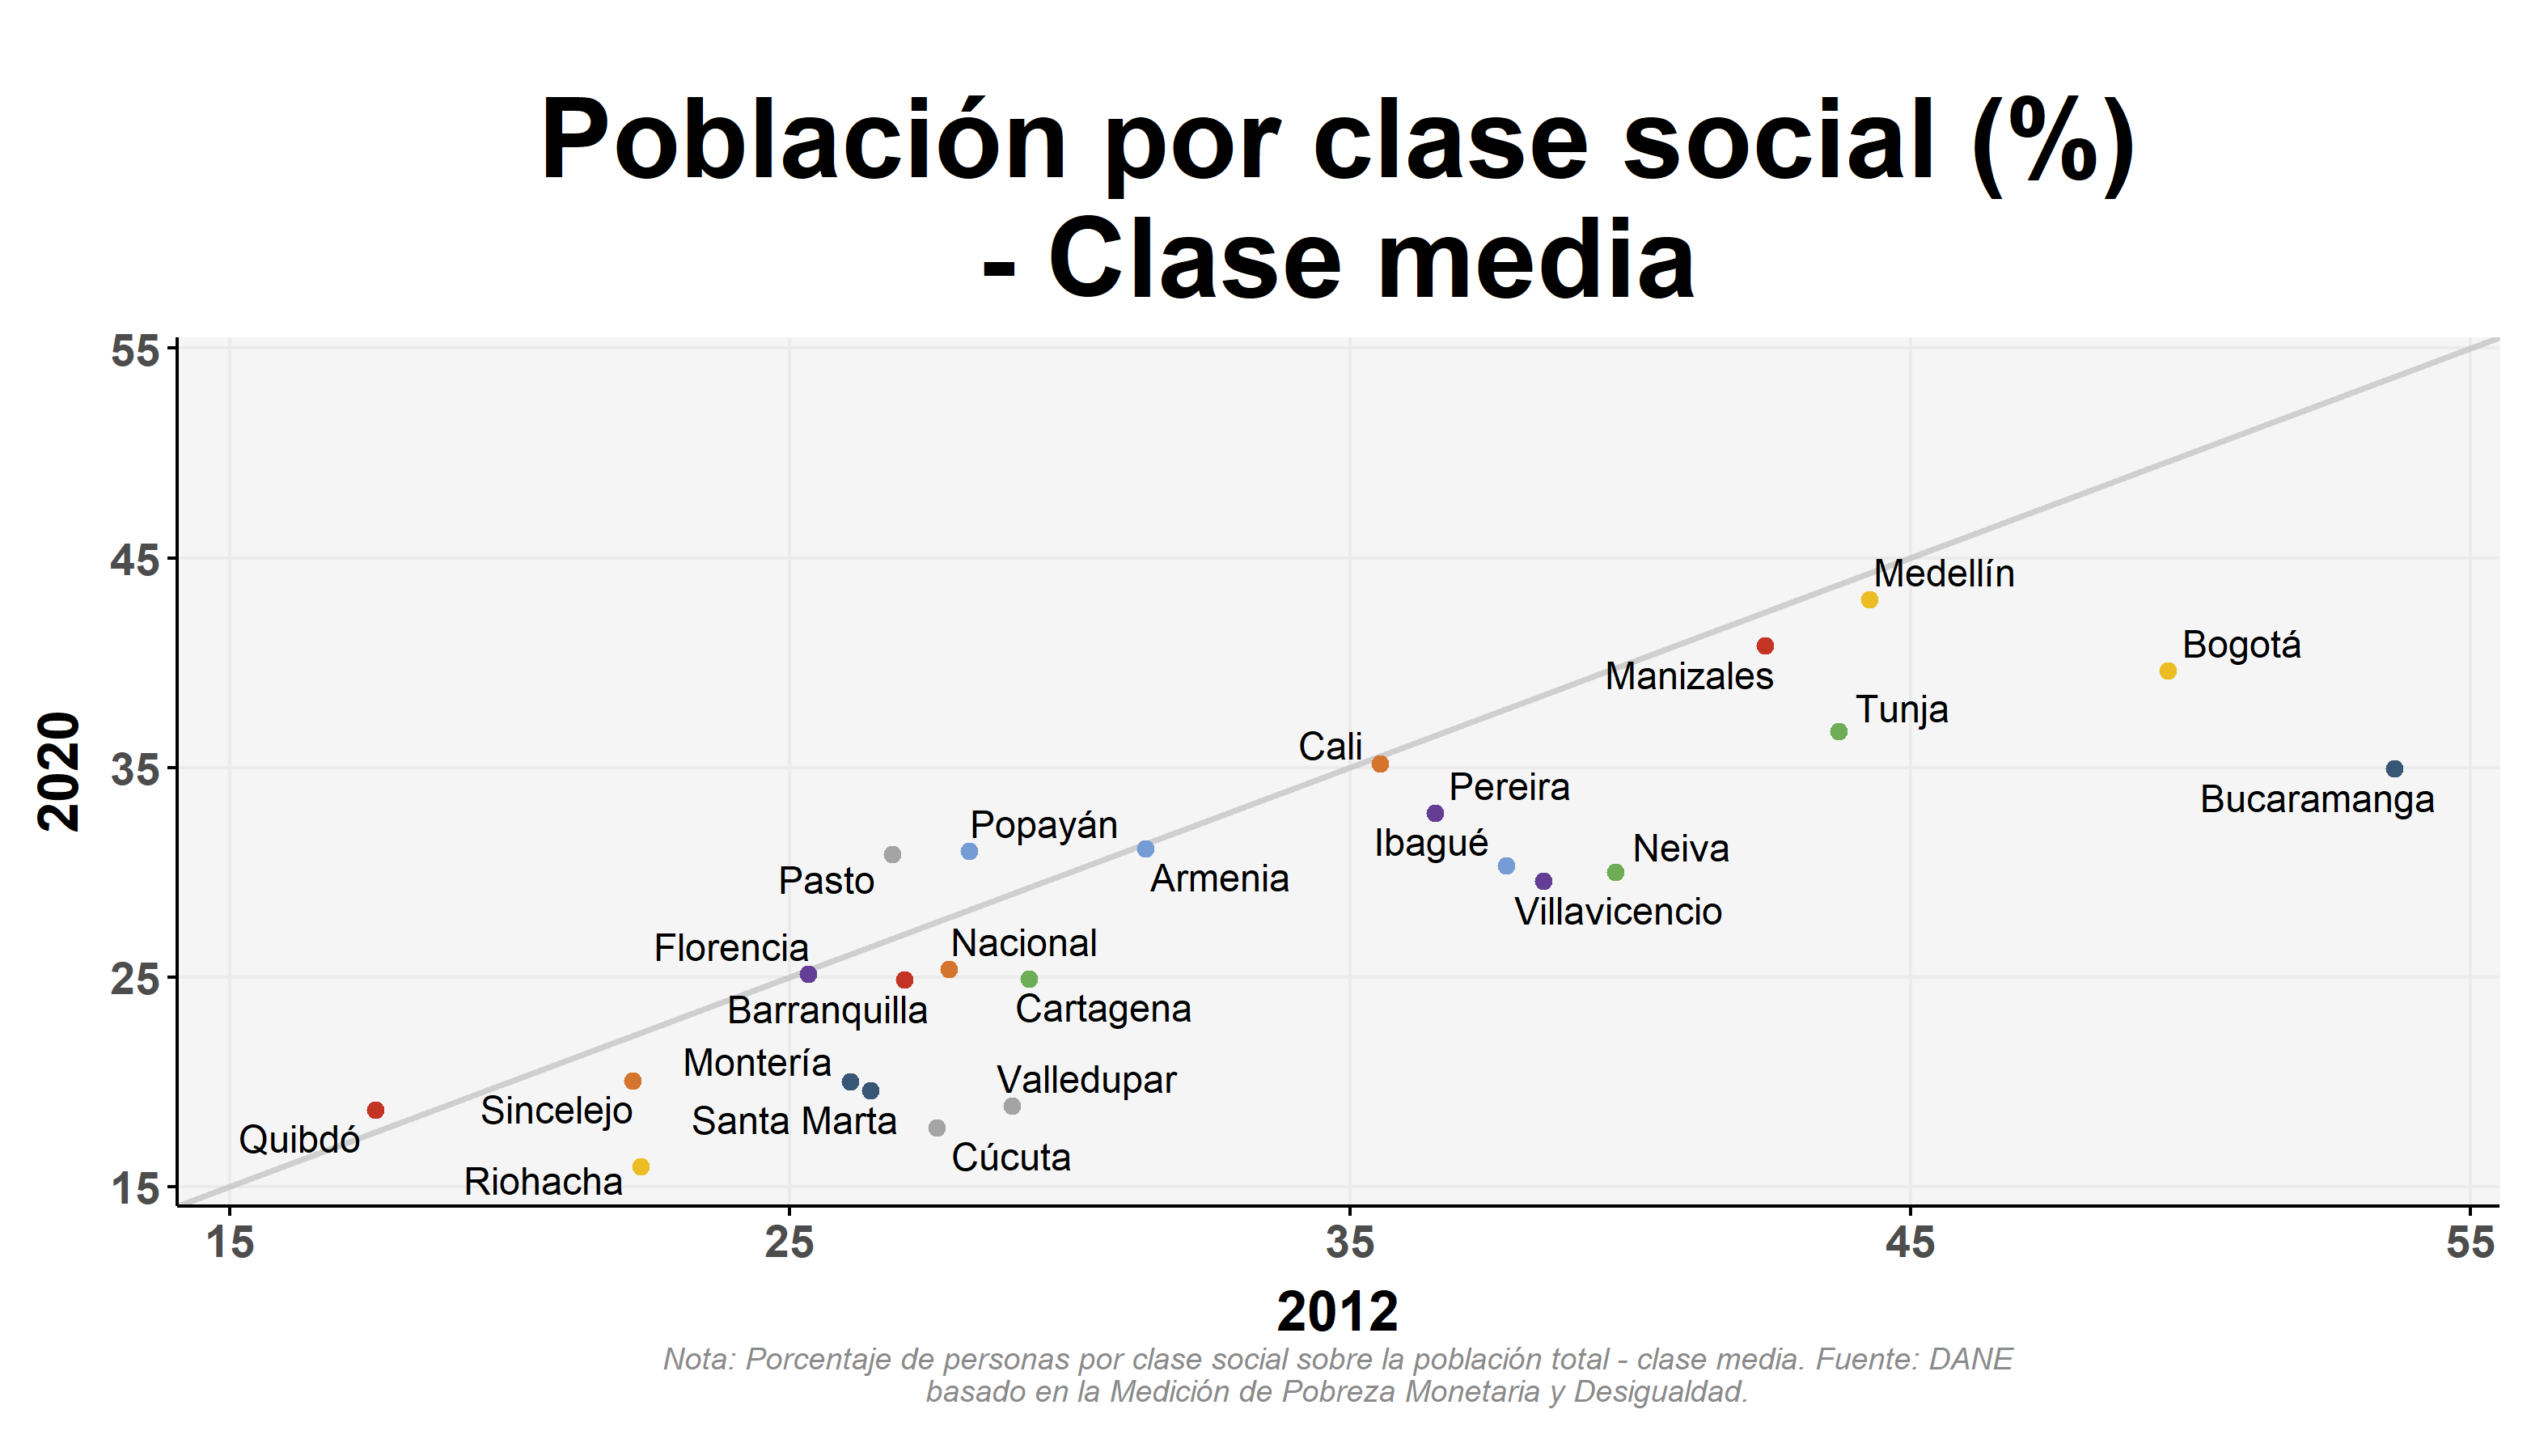 Población por clase social (%)
- Clase media
55
45
35
25
15
2020
Medellín
Bogotá
Manizales
Tunja
Cali
Bucaramanga
Pereira
Popayán
Ibagué
Neiva
Pasto
Armenia
Villavicencio
Florencia
Nacional
Barranquilla
Cartagena
Montería
Valledupar
Sincelejo
Santa Marta
Quibdó
Cúcuta
Riohacha
15
25
35
45
55
2012
Nota: Porcentaje de personas por clase social sobre la población total - clase media. Fuente: DANE
basado en la Medición de Pobreza Monetaria y Desigualdad.